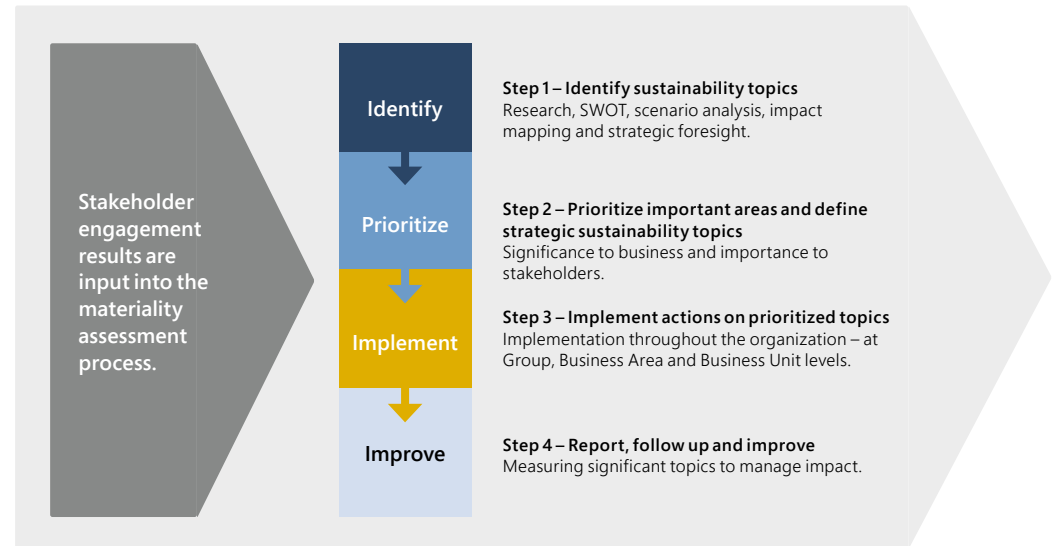 Stakeholder
engagement
results are
input into the
materiality
assessment
process.
Identify
Step 1 – Identify sustainability topics
Research, SWOT, scenario analysis, impact
mapping and strategic foresight.
Prioritize
Step 2 – Prioritize important areas and define
strategic sustainability topics
Significance to business and importance to
stakeholders.
Implement
Step 3 – Implement actions on prioritized topics
Implementation throughout the organization – at
Group, Business Area and Business Unit levels.
Improve
Step 4 – Report, follow up and improve
Measuring significant topics to manage impact.